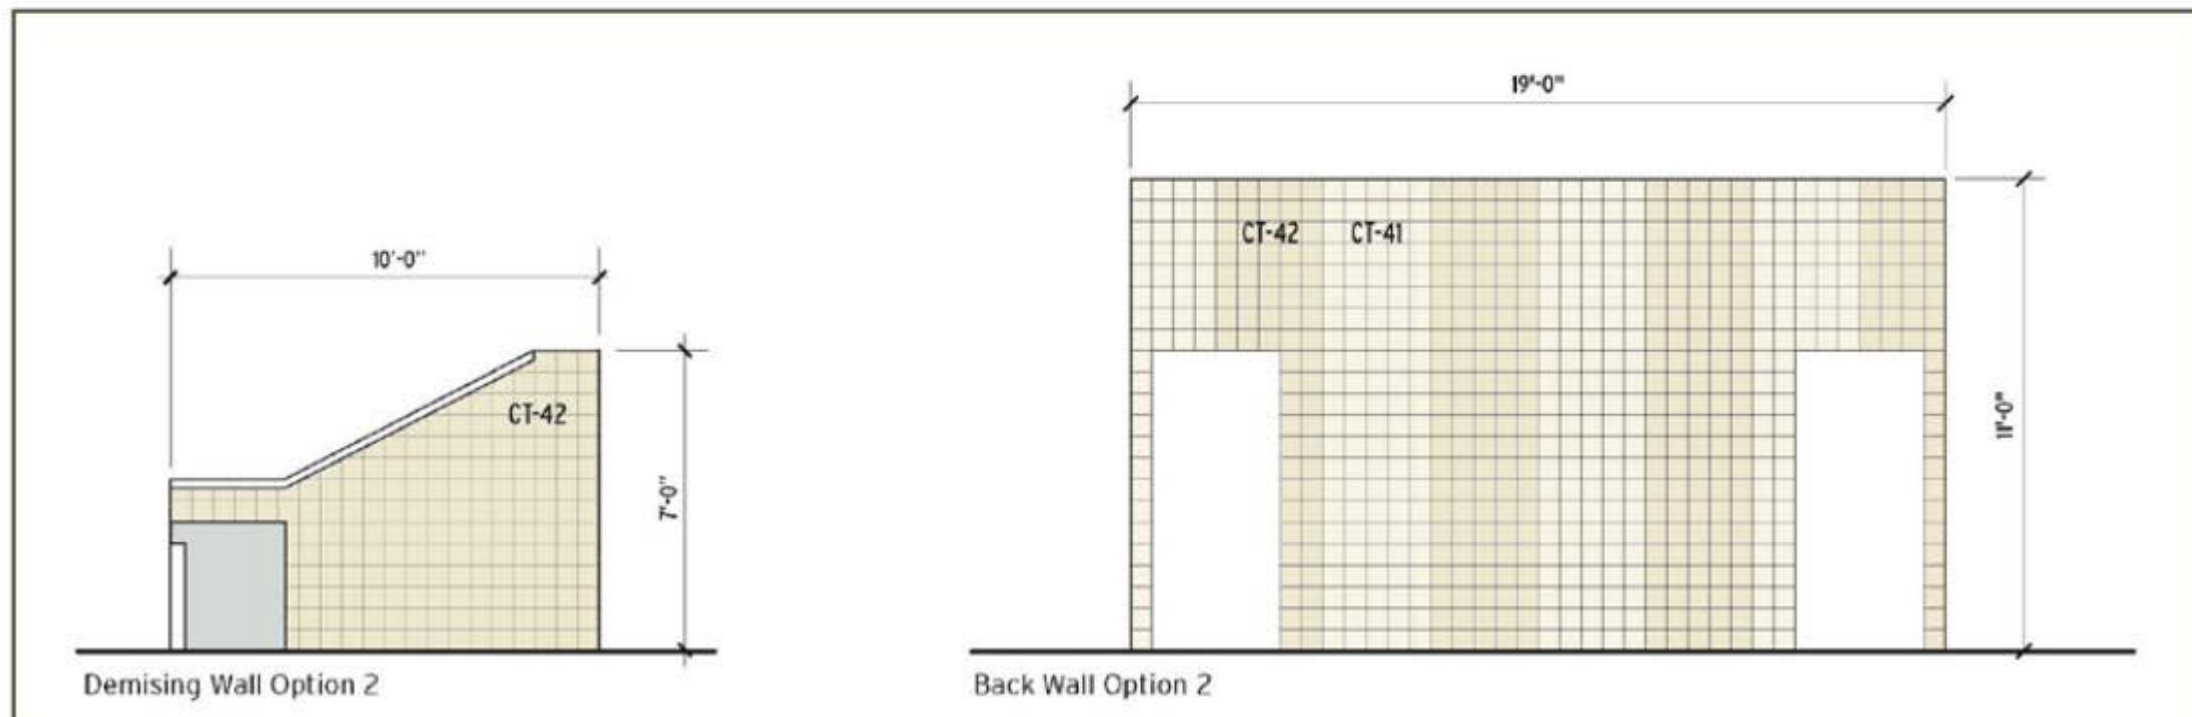 19'-0"
CT-42 CT-41
10'-0"
CT-42
11'-0"
7'-0"
Demising Wall Option 2
Back Wall Option 2